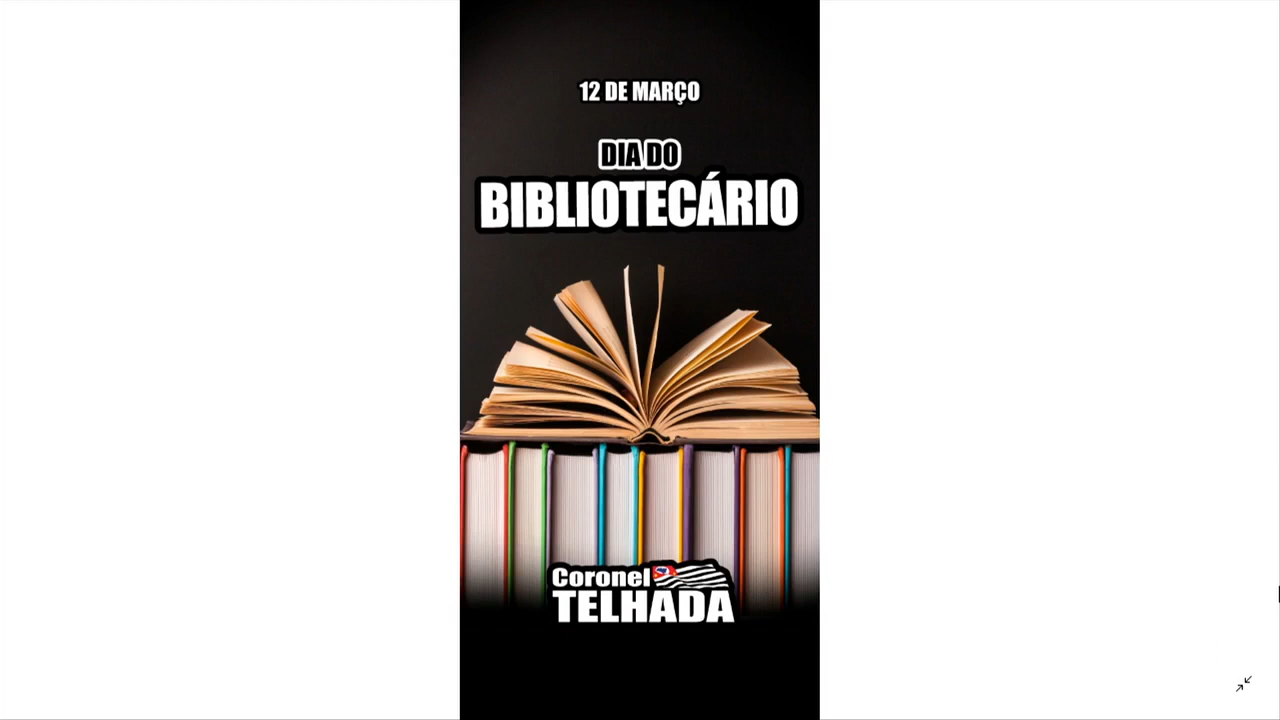 12 DE MARÇO
DIA DO
BIBLIOTECÁRIO
Coronel
TELHADA